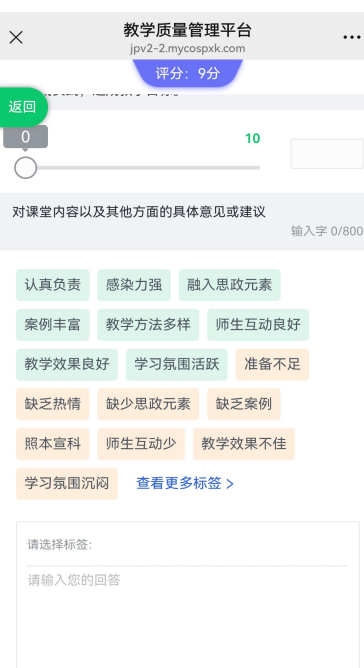 教学质量管理平台
jpv2-2.mycospxk.com
评分：9分
返回
0
10
对课堂内容以及其他方面的具体意见或建议
输入字 0/800
认真负责 感染力强 融入思政元素
案例丰富 教学方法多样 师生互动良好
教学效果良好 学习氛围活跃 准备不足
缺乏热情 缺少思政元素 缺乏案例
照本宣科 师生互动少 教学效果不佳
学习氛围沉闷 查看更多标签 >
请选择标签:
请输入您的回答